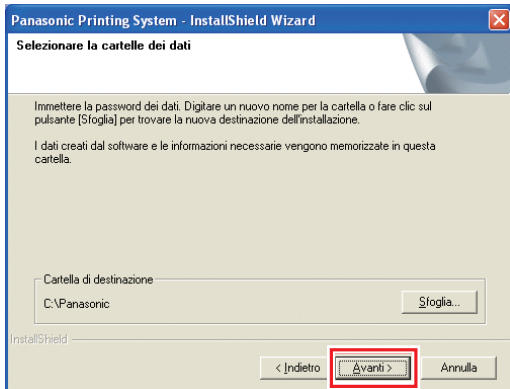 Panasonic Printing System - InstallShield Wizard
Selezionare la cartelle dei dati
Immettere la password dei dati. Digitare un nuovo nome per la cartella o fare clic sul
pulsante [Sfoglia] per trovare la nuova destinazione dell'installazione.
I dati creati dal software e le informazioni necessarie vengono memorizzate in questa
cartella.
Cartella di destinazione
C:\Panasonic
Sfoglia...
InstallShield
< Indietro
Avanti >
Annulla